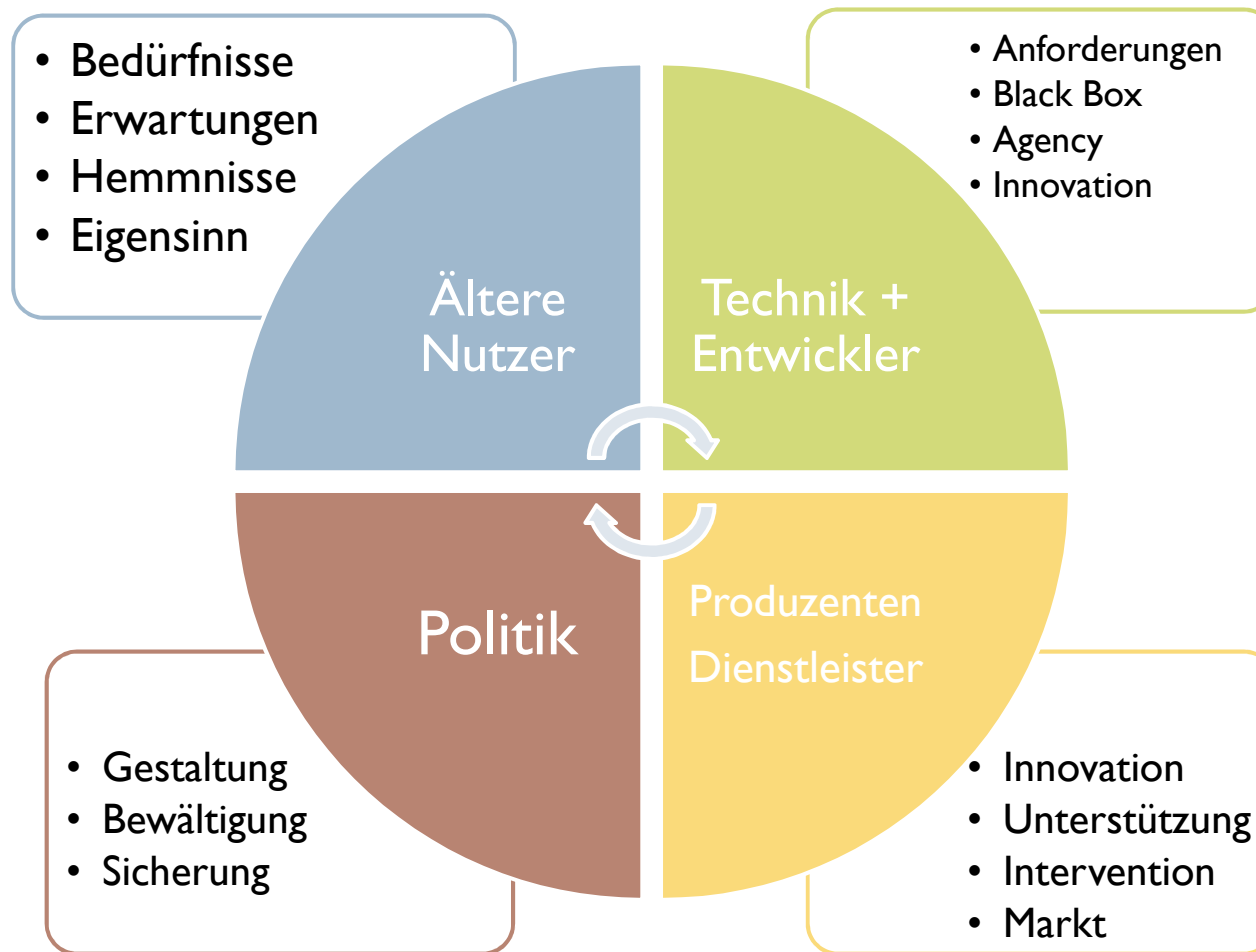 • Bedürfnisse
• Erwartungen
• Hemmnisse
• Eigensinn
• Anforderungen
• Black Box
• Agency
• Innovation
Ältere
Nutzer
Technik +
Entwickler
Politik
Produzenten
Dienstleister
• Gestaltung
• Bewältigung
• Sicherung
• Innovation
• Unterstützung
• Intervention
• Markt